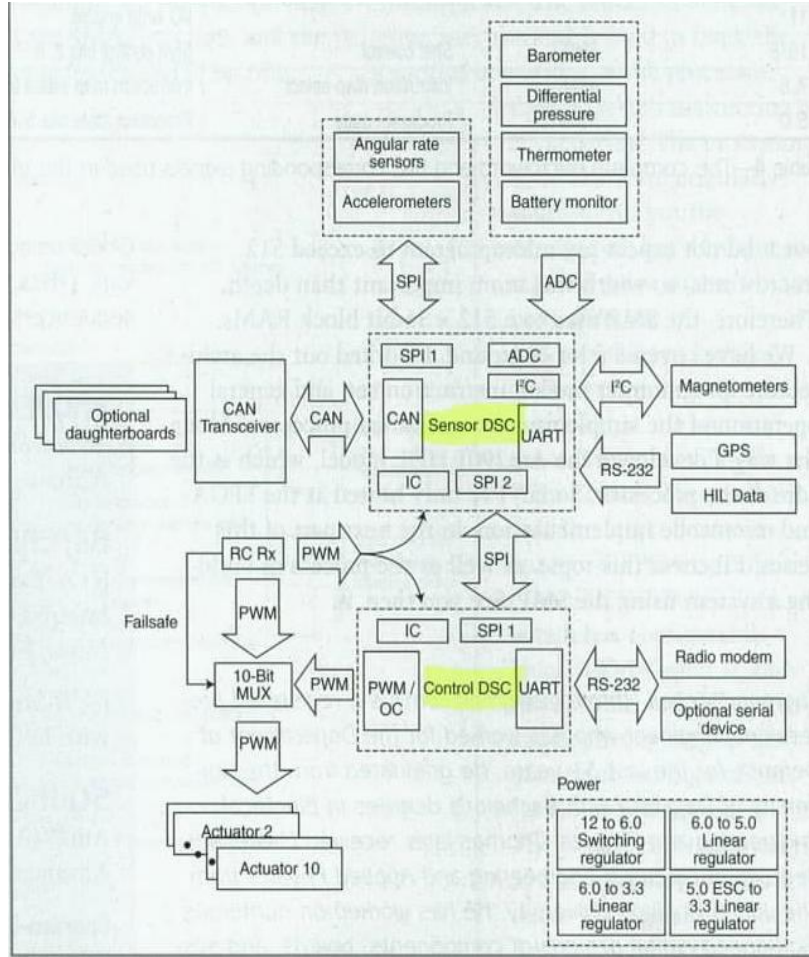 Barometer
Differential
pressure
Thermometer
Battery monitor
Angular rate
sensors
Accelerometers
SPI
ADC
SPI 1
ADC
I²C
CAN
Sensor DSC
UART
IC
SPI 2
Optional
daughterboards
CAN
Transceiver
CAN
I²C
Magnetometers
RS-232
GPS
HIL Data
RC Rx
PWM
SPI
Failsafe
PWM
IC
SPI 1
10-Bit
MUX
PWM
PWM /
OC
Control DSC
UART
RS-232
Radio modem
Optional serial
device
PWM
Actuator 2
Actuator 10
Power
12 to 6.0
Switching
regulator
6.0 to 5.0
Linear
regulator
6.0 to 3.3
Linear
regulator
5.0 ESC to
3.3 Linear
regulator